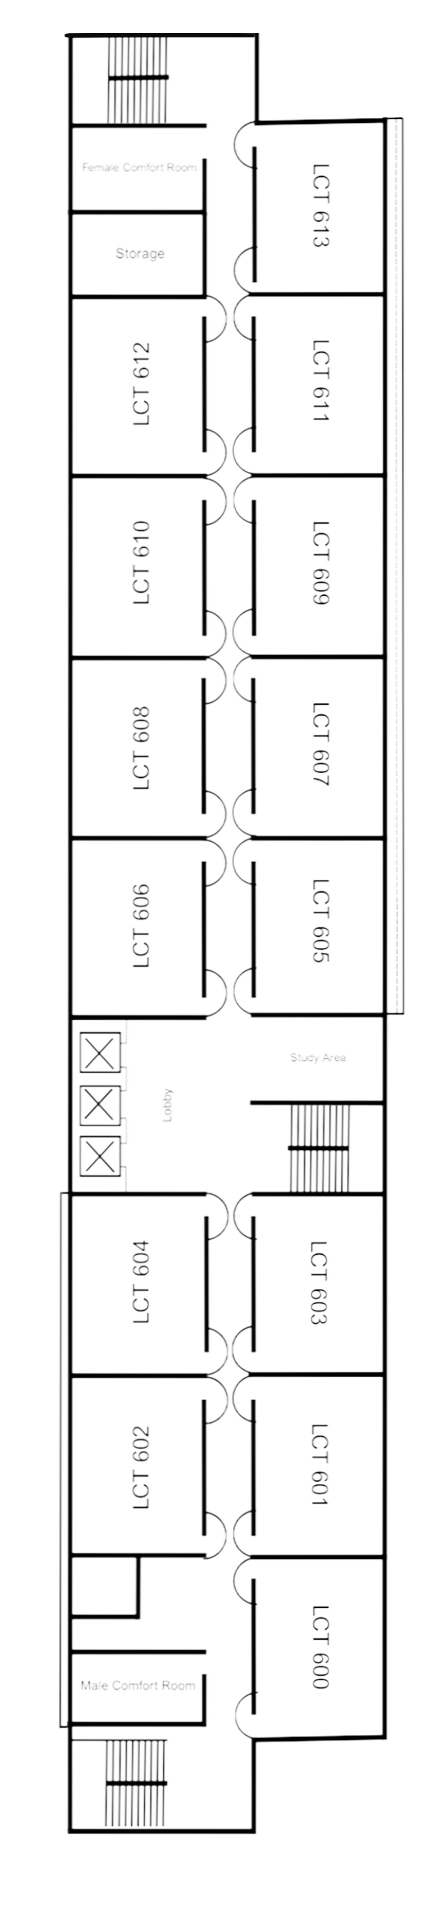 Female Comfort Room
LCT 613
Storage
LCT 612
LCT 611
LCT 610
LCT 609
LCT 608
LCT 607
LCT 606
LCT 605
Study Area
Lobby
LCT 604
LCT 603
LCT 602
LCT 601
LCT 600
Male Comfort Room